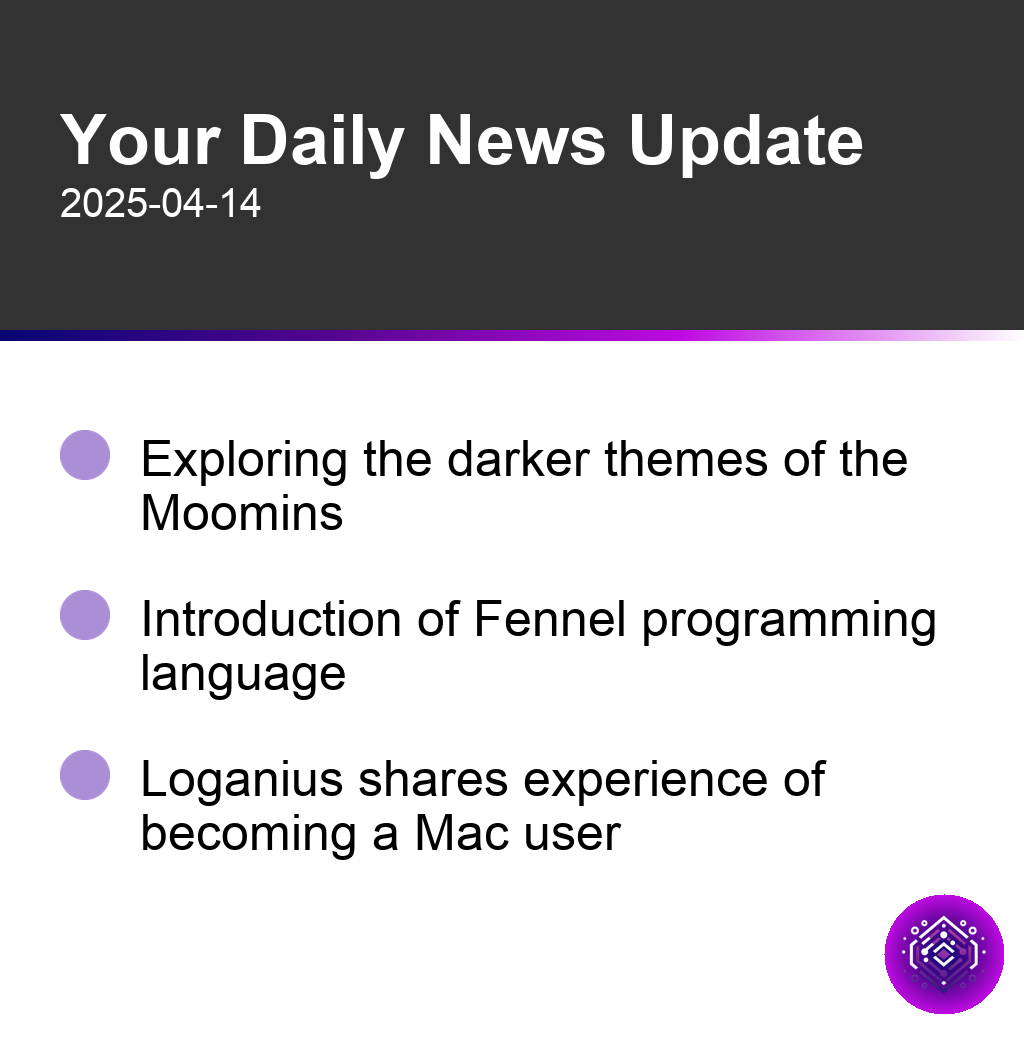 Your Daily News Update
2025-04-14
Exploring the darker themes of the
Moomins
Introduction of Fennel programming
language
Loganius shares experience of
becoming a Mac user